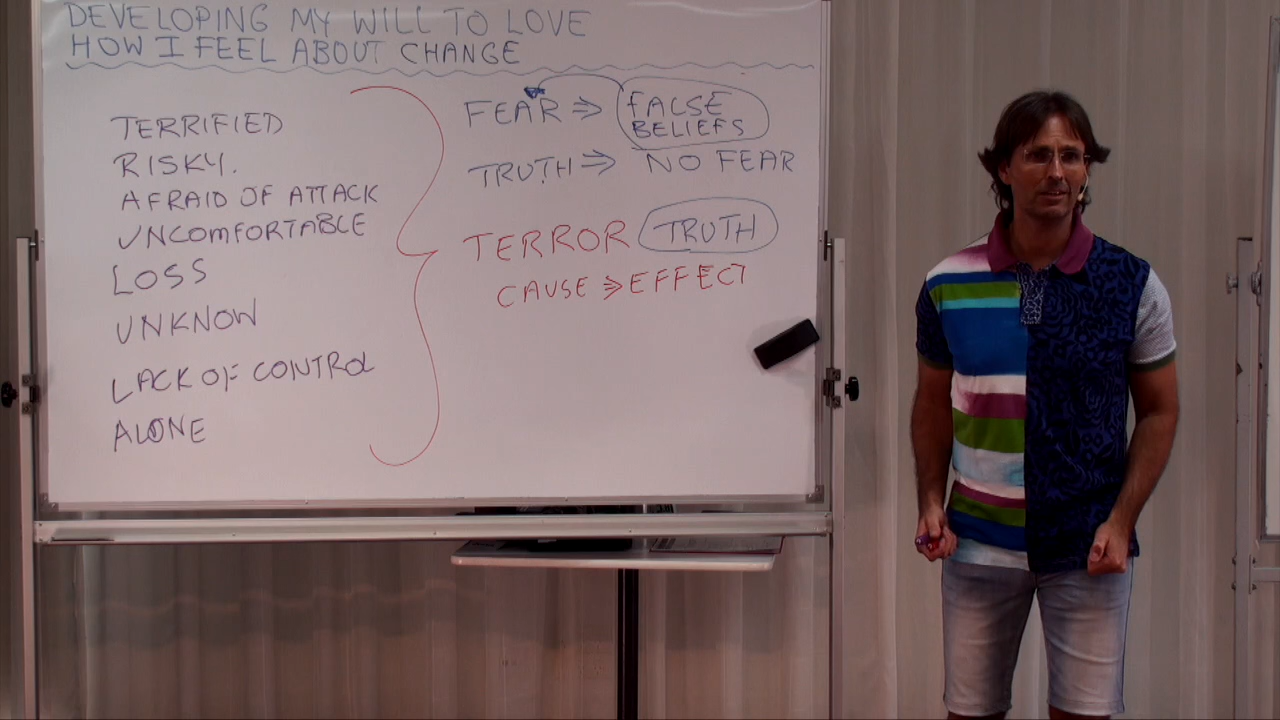 DEVELOPING MY WILL TO LOVE
HOW I FEEL ABOUT CHANGE
TERRIFIED
RISKY.
AFRAID OF ATTACK
UNCOMFORTABLE
LOSS
UNKNOW
LACK OF CONTROL
ALONE
FEAR ⇒ FALSE
BELIEFS
TRUTH ⇒ NO FEAR
TERROR TRUTH
CAUSE ⇒ EFFECT